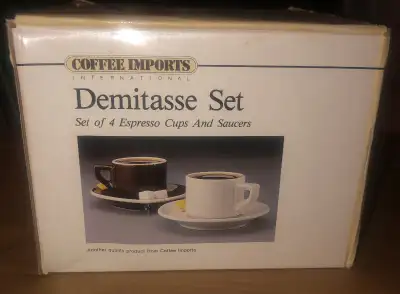 COFFEE IMPORTS
INTERNATIONAL
Demitasse Set
Set of 4 Espresso Cups And Saucers
Another quality product from Coffee Imports